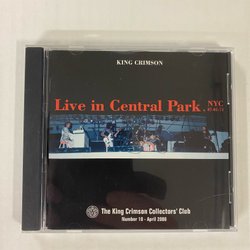 KING CRIMSON
Live in Central Park, NYC
The King Crimson Collectors' Club
Number 10 - April 2000